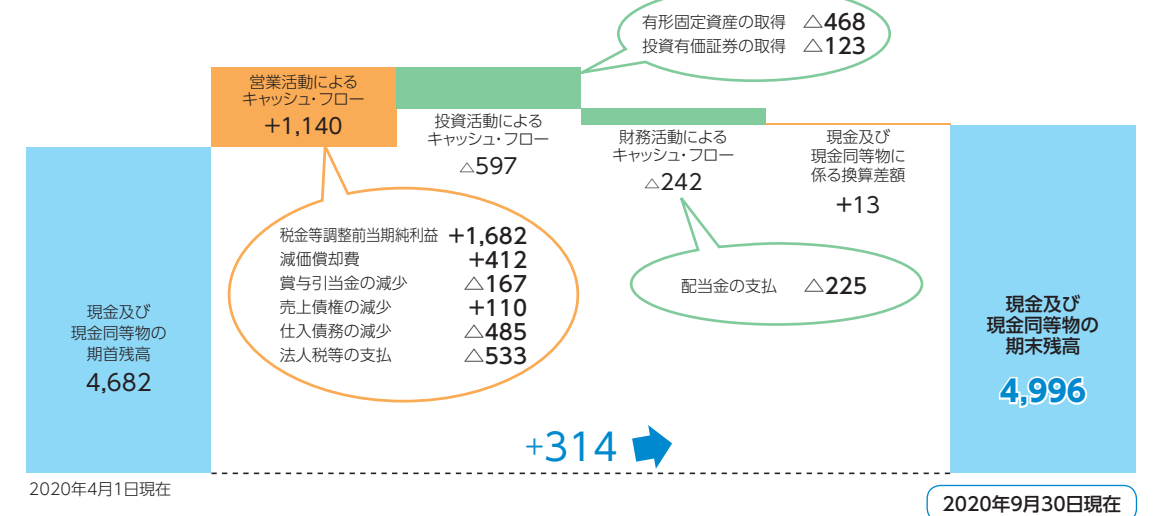 有形固定資産の取得 △468
投資有価証券の取得 △123
営業活動による
キャッシュ・フロー
+1,140
投資活動による
キャッシュ・フロー
△597
財務活動による
キャッシュ・フロー
△242
現金及び
現金同等物に
係る換算差額
+13
税金等調整前当期純利益 +1,682
減価償却費 +412
賞与引当金の減少 △167
売上債権の減少 +110
仕入債務の減少 △485
法人税等の支払 △533
配当金の支払 △225
現金及び
現金同等物の
期首残高
4,682
現金及び
現金同等物の
期末残高
4,996
+314
2020年4月1日現在
2020年9月30日現在